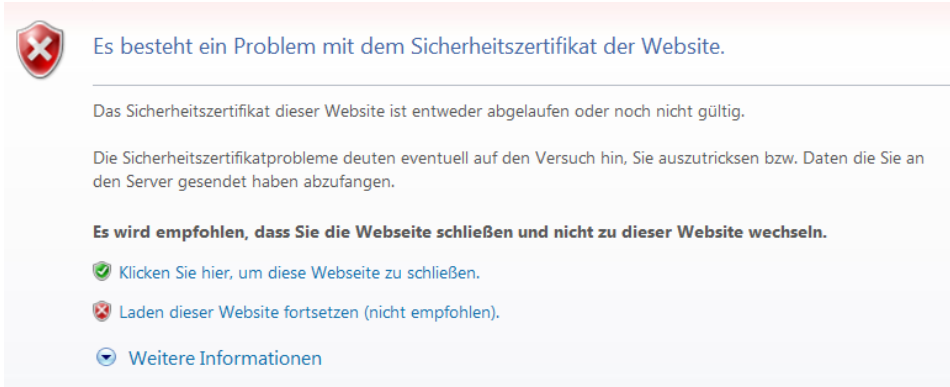 Es besteht ein Problem mit dem Sicherheitszertifikat der Website.
Das Sicherheitszertifikat dieser Website ist entweder abgelaufen oder noch nicht gültig.
Die Sicherheitszertifikatprobleme deuten eventuell auf den Versuch hin, Sie auszutricksen bzw. Daten die Sie an
den Server gesendet haben abzufangen.
Es wird empfohlen, dass Sie die Webseite schließen und nicht zu dieser Website wechseln.
Klicken Sie hier, um diese Webseite zu schließen.
Laden dieser Website fortsetzen (nicht empfohlen).
Weitere Informationen